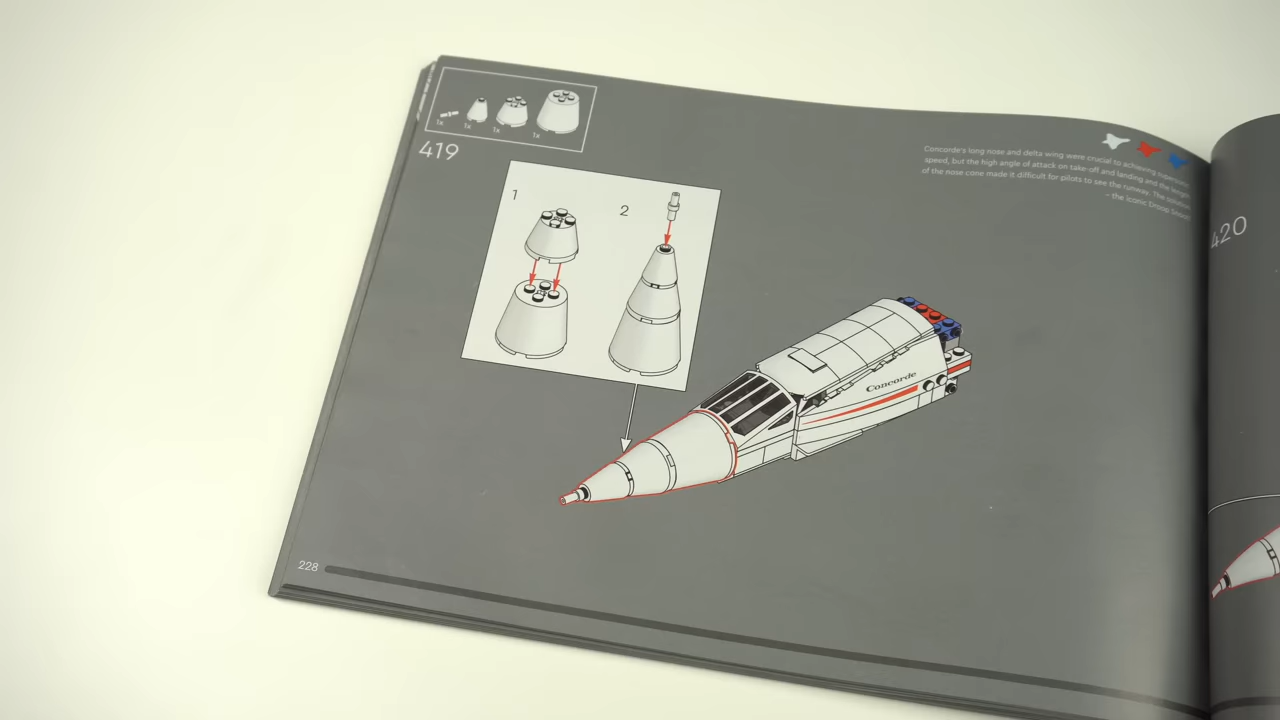 1x
1x
1x
1x
419
1
2
Concorde's long nose and delta wing were crucial to achieving supersonic
speed, but the high angle of attack on take-off and landing and the length
of the nose cone made it difficult for pilots to see the runway. The solution
– the iconic Droop Snoot
420
Concorde
228